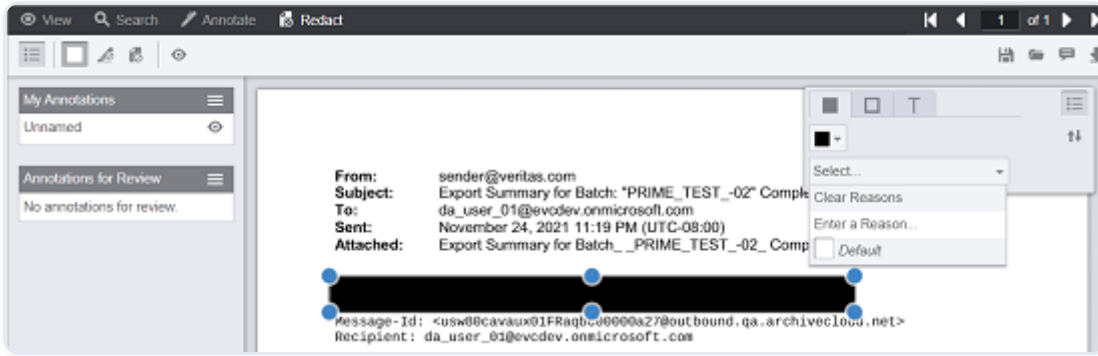 View Search Annotate Redact 1 of 1
My Annotations
Unnamed
Annotations for Review
No annotations for review.
From: sender@veritas.com
Subject: Export Summary for Batch: "PRIME_TEST_-02" Comple
To: da_user_01@evcdev.onmicrosoft.com
Sent: November 24, 2021 11:19 PM (UTC-08:00)
Attached: Export Summary for Batch_ _PRIME_TEST_-02_ Comp
T
Select...
Clear Reasons
Enter a Reason...
Default
Message-Id:
Recipient: da_user_01@evcdev.onmicrosoft.com